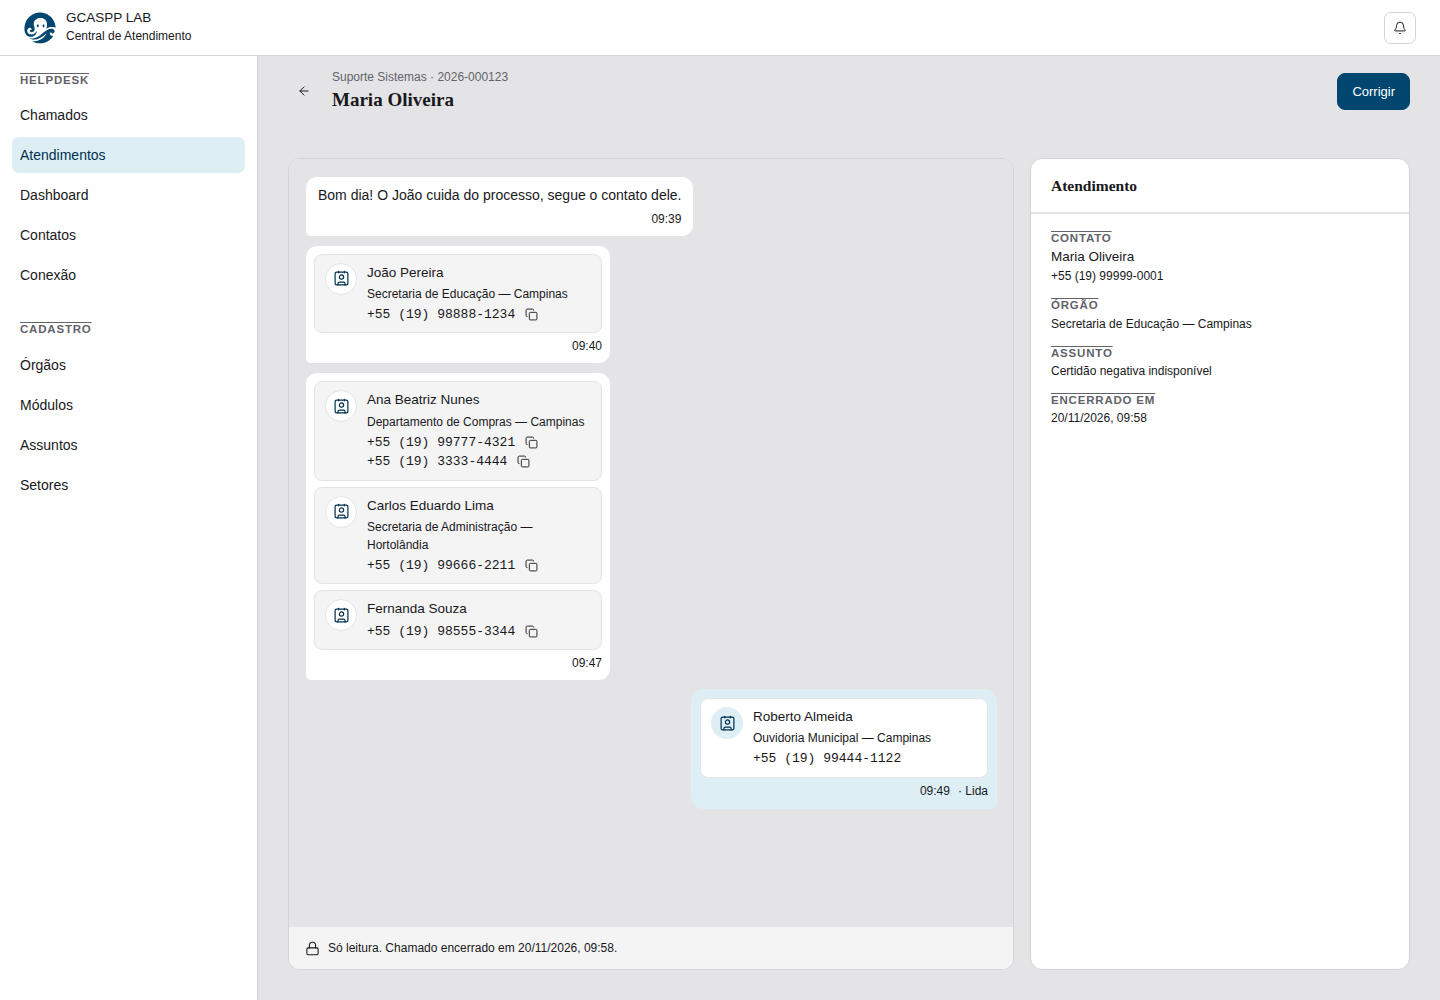 GCASPP LAB
Central de Atendimento
HELPDESK
Chamados
Atendimentos
Dashboard
Contatos
Conexão
CADASTRO
Órgãos
Módulos
Assuntos
Setores
Suporte Sistemas · 2026-000123
Maria Oliveira
Corrigir
Bom dia! O João cuida do processo, segue o contato dele.
09:39
João Pereira
Secretaria de Educação — Campinas
+55 (19) 98888-1234
09:40
Ana Beatriz Nunes
Departamento de Compras — Campinas
+55 (19) 99777-4321
+55 (19) 3333-4444
Carlos Eduardo Lima
Secretaria de Administração —
Hortolândia
+55 (19) 99666-2211
Fernanda Souza
+55 (19) 98555-3344
09:47
Roberto Almeida
Ouvidoria Municipal — Campinas
+55 (19) 99444-1122
09:49 · Lida
Só leitura. Chamado encerrado em 20/11/2026, 09:58.
Atendimento
CONTATO
Maria Oliveira
+55 (19) 99999-0001
ÓRGÃO
Secretaria de Educação — Campinas
ASSUNTO
Certidão negativa indisponível
ENCERRADO EM
20/11/2026, 09:58